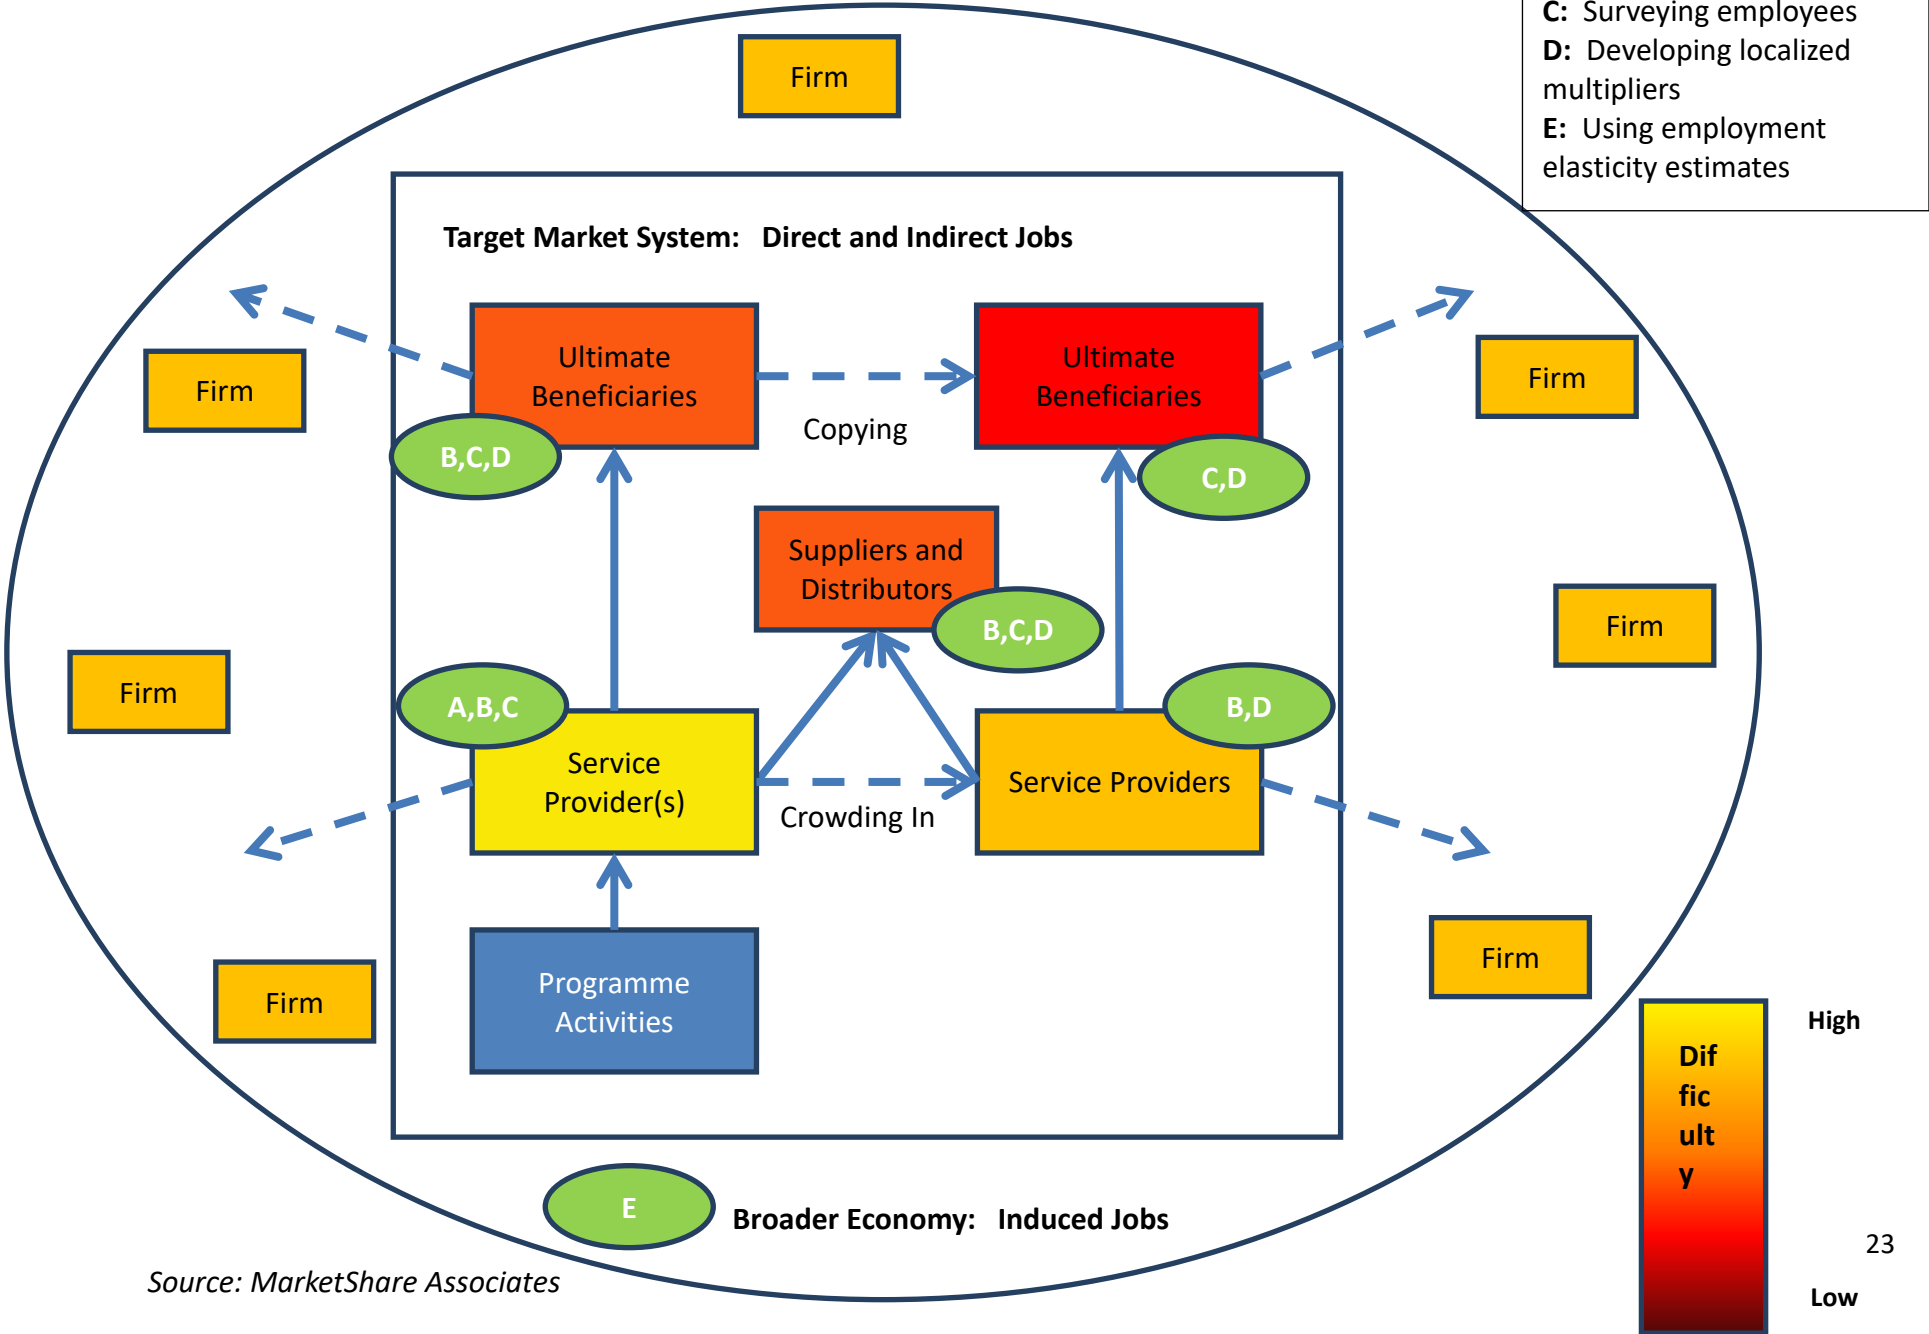 C:  Surveying employees
D:  Developing localized
multipliers
E:  Using employment
elasticity estimates
Firm
Target Market System:   Direct and Indirect Jobs
Ultimate
Beneficiaries
Ultimate
Beneficiaries
Firm
Firm
Copying
B,C,D
C,D
Suppliers and
Distributors
B,C,D
Firm
Firm
A,B,C
B,D
Service
Provider(s)
Service Providers
Crowding In
Firm
Firm
Programme
Activities
High
Dif
fic
ult
y
E
Broader Economy:   Induced Jobs
23
Source: MarketShare Associates
Low